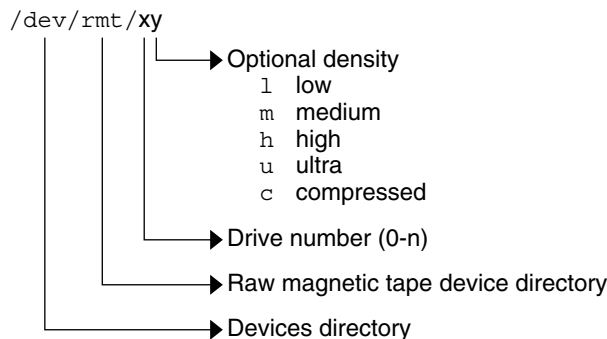 /dev/rmt/xy
Optional density
l low
m medium
h high
u ultra
c compressed
Drive number (0-n)
Raw magnetic tape device directory
Devices directory